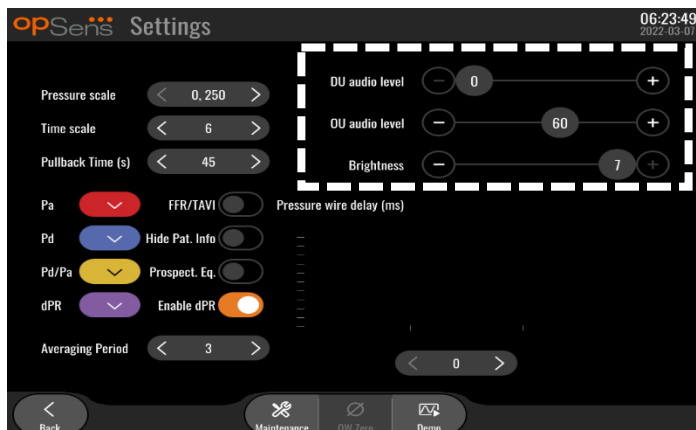 opSens Settings
06:23:49
2022-03-07
DU audio level − 0 +
OU audio level − 60 +
Brightness − 7 +
Pressure scale < 0, 250 >
Time scale < 6 >
Pullback Time (s) < 45 >
Pa FFR/TAVI Pressure wire delay (ms)
Pd Hide Pat. Info
Pd/Pa Prospect. Eq.
dPR Enable dPR
Averaging Period < 3 >
< 0 >
Back Maintenance OW Zero Demo